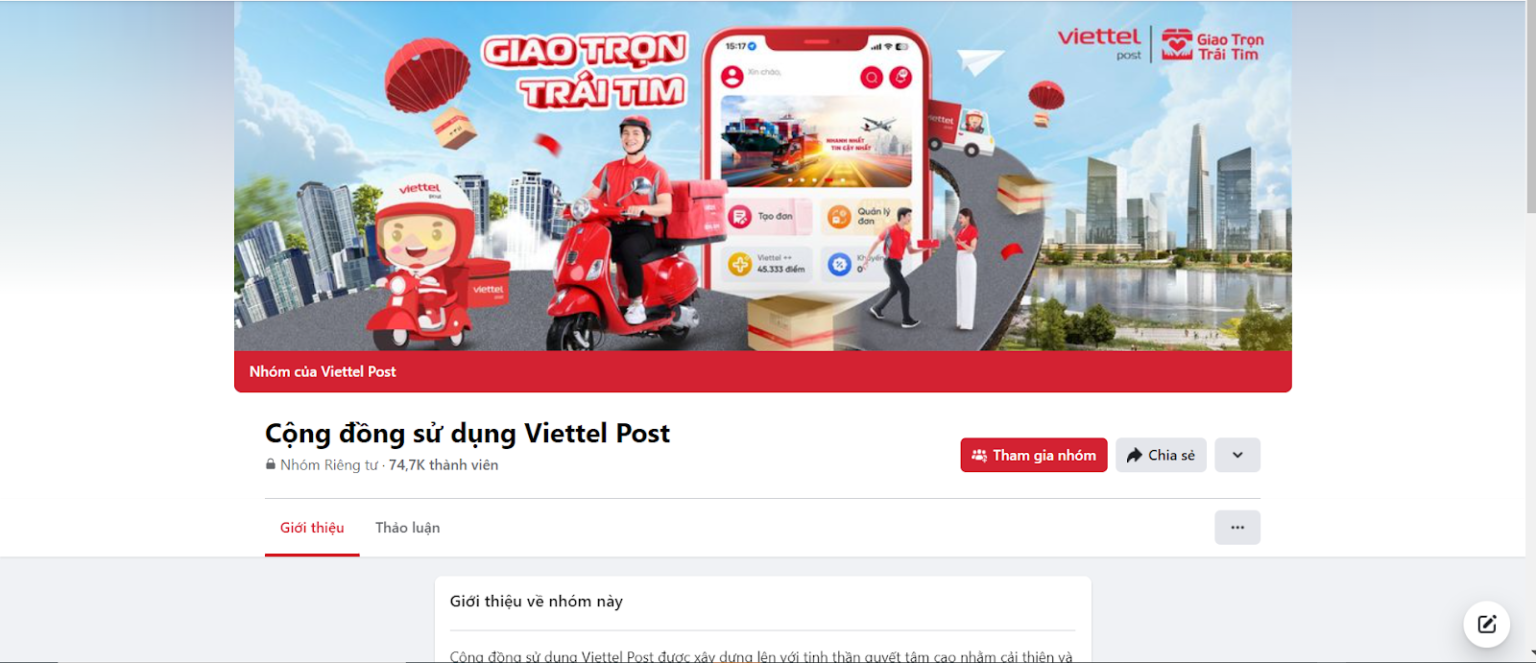 GIAO TRỌN
TRÁI TIM
15:17
Xin chào,
viettel
post
Giao Trọn
Trái Tim
viettel
NHANH NHẤT
TIN CẬY NHẤT
viettel
Tạo đơn
Quản lý
đơn
Viettel ++
45.333 điểm
0
viettel
post
Nhóm của Viettel Post
Cộng đồng sử dụng Viettel Post
Nhóm Riêng tư · 74,7K thành viên
Tham gia nhóm
Chia sẻ
Giới thiệu
Thảo luận
Giới thiệu về nhóm này
Cộng đồng sử dụng Viettel Post được xây dựng lên với tinh thần quyết tâm cao nhằm cải thiện và